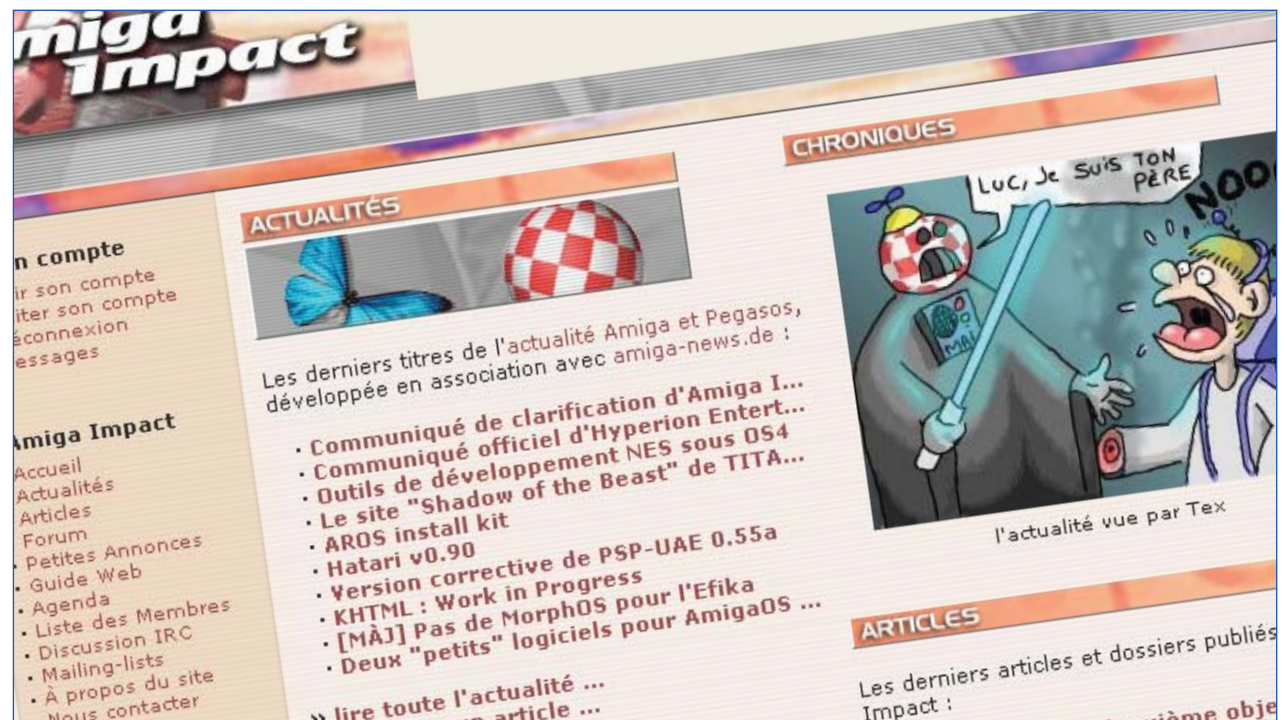 miga
Impact
n compte
ir son compte
iter son compte
éconnexion
essages
Amiga Impact
Accueil
Actualités
Articles
Forum
· Petites Annonces
· Guide Web
· Agenda
· Liste des Membres
· Discussion IRC
· Mailing-lists
· À propos du site
Nous contacter
ACTUALITÉS
Les derniers titres de l'actualité Amiga et Pegasos,
développée en association avec amiga-news.de :
· Communiqué de clarification d'Amiga I...
· Communiqué officiel d'Hyperion Entert...
· Outils de développement NES sous OS4
· Le site "Shadow of the Beast" de TITA...
· AROS install kit
· Hatari v0.90
· Version corrective de PSP-UAE 0.55a
· KHTML : Work in Progress
· [MÀJ] Pas de MorphOS pour l'Efika
· Deux "petits" logiciels pour AmigaOS ...
» lire toute l'actualité ...
un article ...
CHRONIQUES
LUC, Je SUIS TON
PÈRE
NOO
MAI
l'actualité vue par Tex
ARTICLES
Les derniers articles et dossiers publiés
Impact :
xième obje